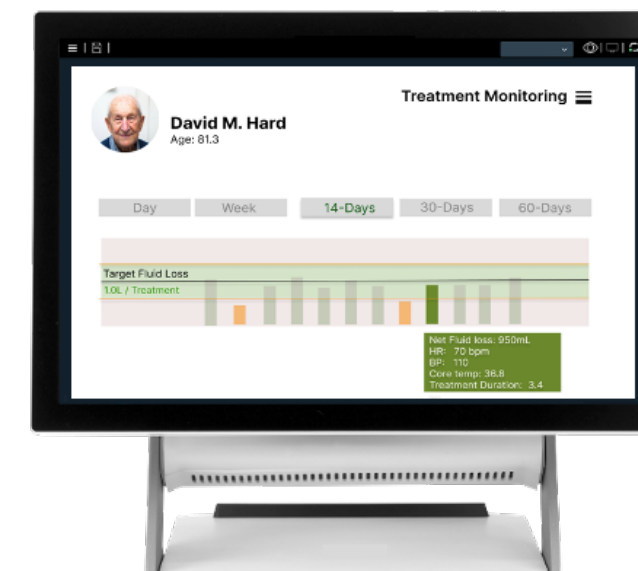 Treatment Monitoring
David M. Hard
Age: 81.3
Day Week 14-Days 30-Days 60-Days
Target Fluid Loss
1.0L / Treatment
Net Fluid loss: 950mL
HR: 70 bpm
BP: 110
Core temp: 36.8
Treatment Duration: 3.4